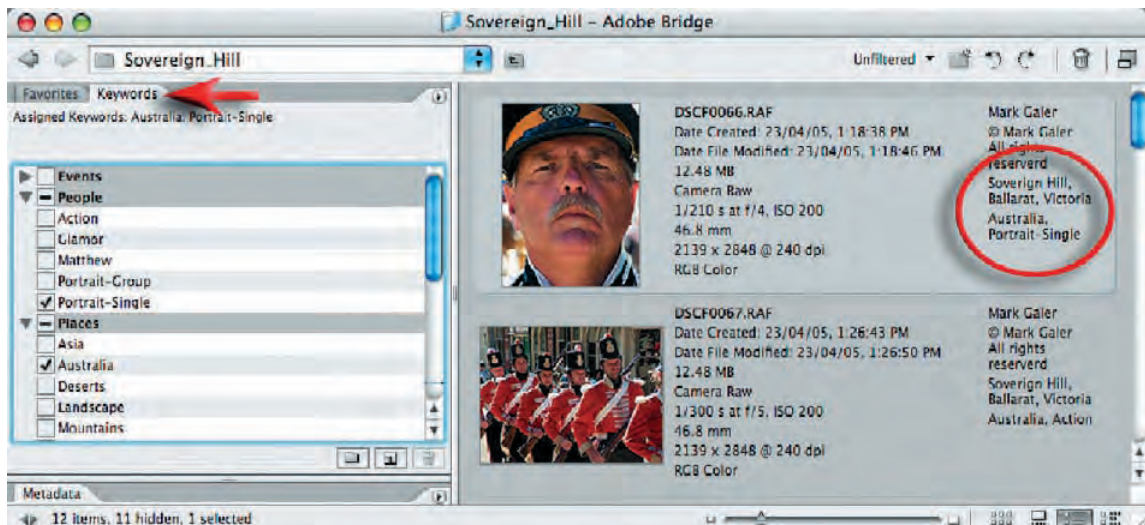 Sovereign_Hill – Adobe Bridge
Sovereign_Hill
Unfiltered
Favorites
Keywords
Assigned Keywords: Australia: Portrait-Single
Events
People
Action
Glamor
Matthew
Portrait-Group
Portrait-Single
Places
Asia
Australia
Deserts
Landscape
Mountains
Metadata
12 items, 11 hidden, 1 selected
DSCF0066.RAF
Date Created: 23/04/05, 1:18:38 PM
Date File Modified: 23/04/05, 1:18:46 PM
12.48 MB
Camera Raw
1/210 s at f/4, ISO 200
46.8 mm
2139 x 2848 @ 240 dpi
RGB Color
Mark Galer
© Mark Galer
All rights
reserverd
Soverign Hill,
Ballarat, Victoria
Australia,
Portrait-Single
DSCF0067.RAF
Date Created: 23/04/05, 1:26:43 PM
Date File Modified: 23/04/05, 1:26:50 PM
12.48 MB
Camera Raw
1/300 s at f/5, ISO 200
46.8 mm
2139 x 2848 @ 240 dpi
RGB Color
Mark Galer
© Mark Galer
All rights
reserverd
Soverign Hill,
Ballarat, Victoria
Australia, Action